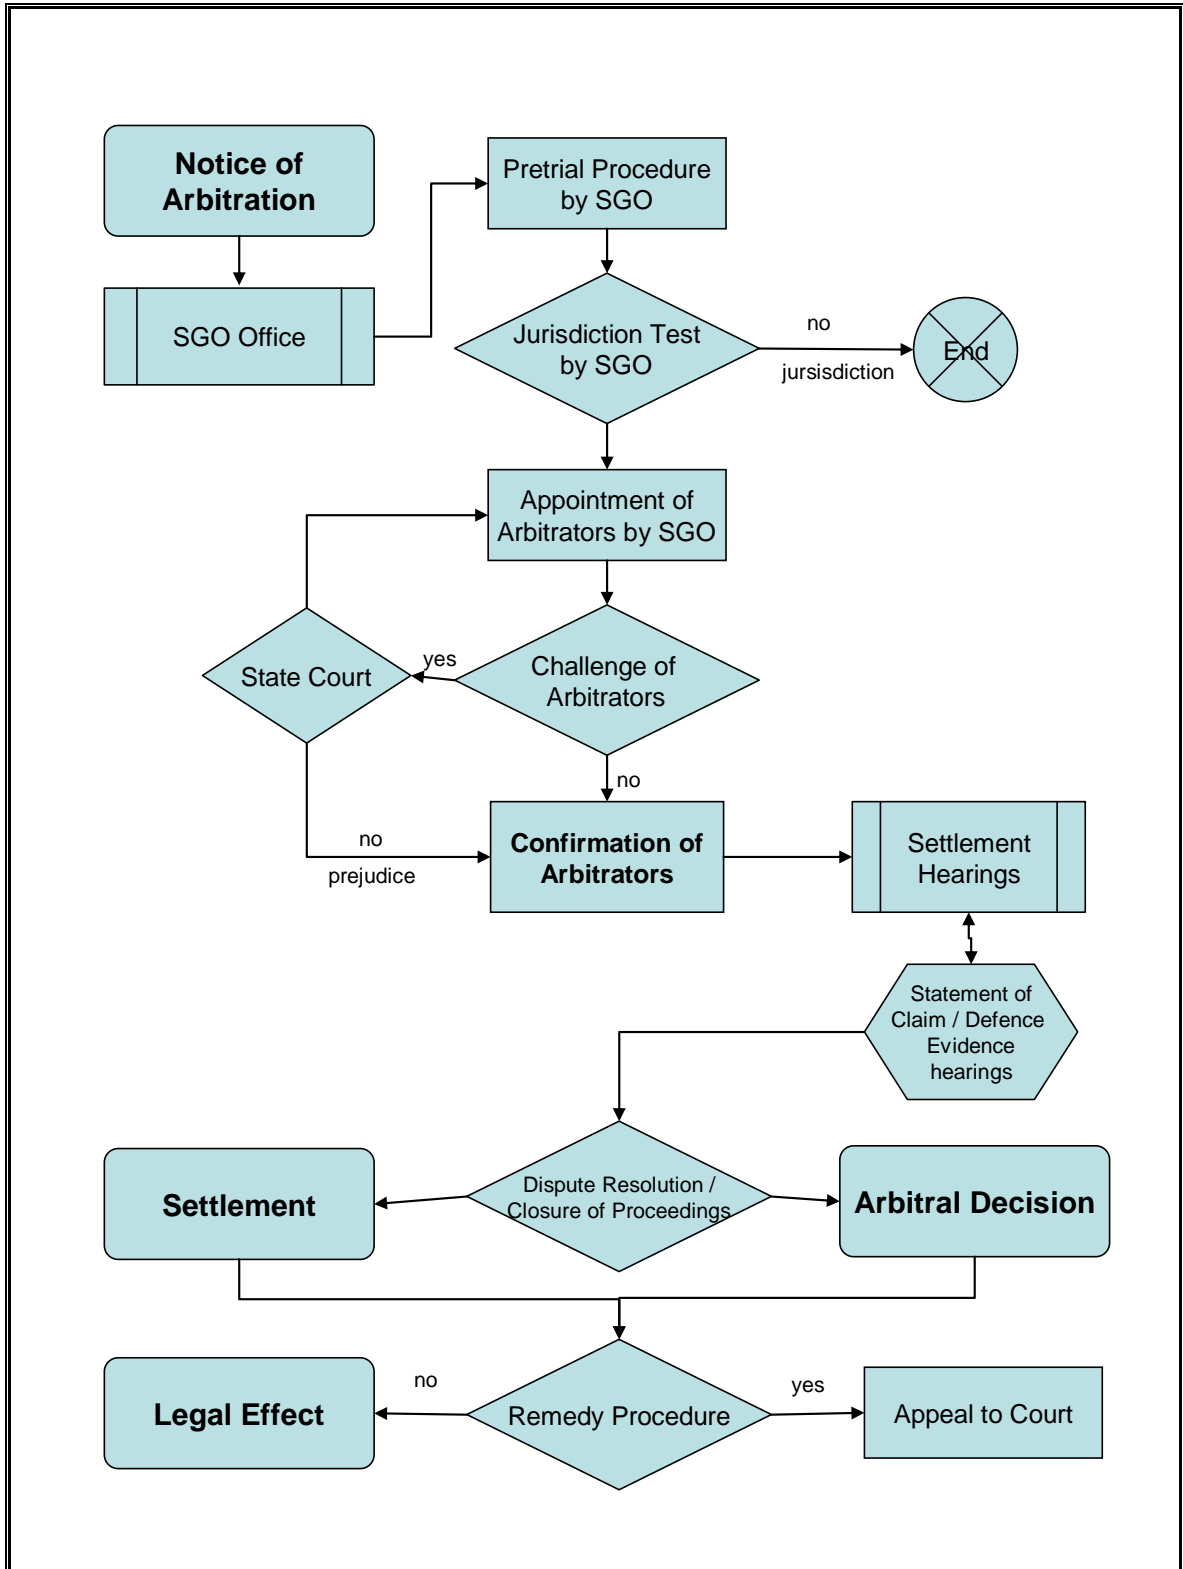 Notice of
Arbitration
Pretrial Procedure
by SGO
SGO Office
Jurisdiction Test
by SGO
no
jursisdiction
End
Appointment of
Arbitrators by SGO
State Court
yes
Challenge of
Arbitrators
no
no
prejudice
Confirmation of
Arbitrators
Settlement
Hearings
Statement of
Claim / Defence
Evidence
hearings
Settlement
Dispute Resolution /
Closure of Proceedings
Arbitral Decision
Legal Effect
no
Remedy Procedure
yes
Appeal to Court